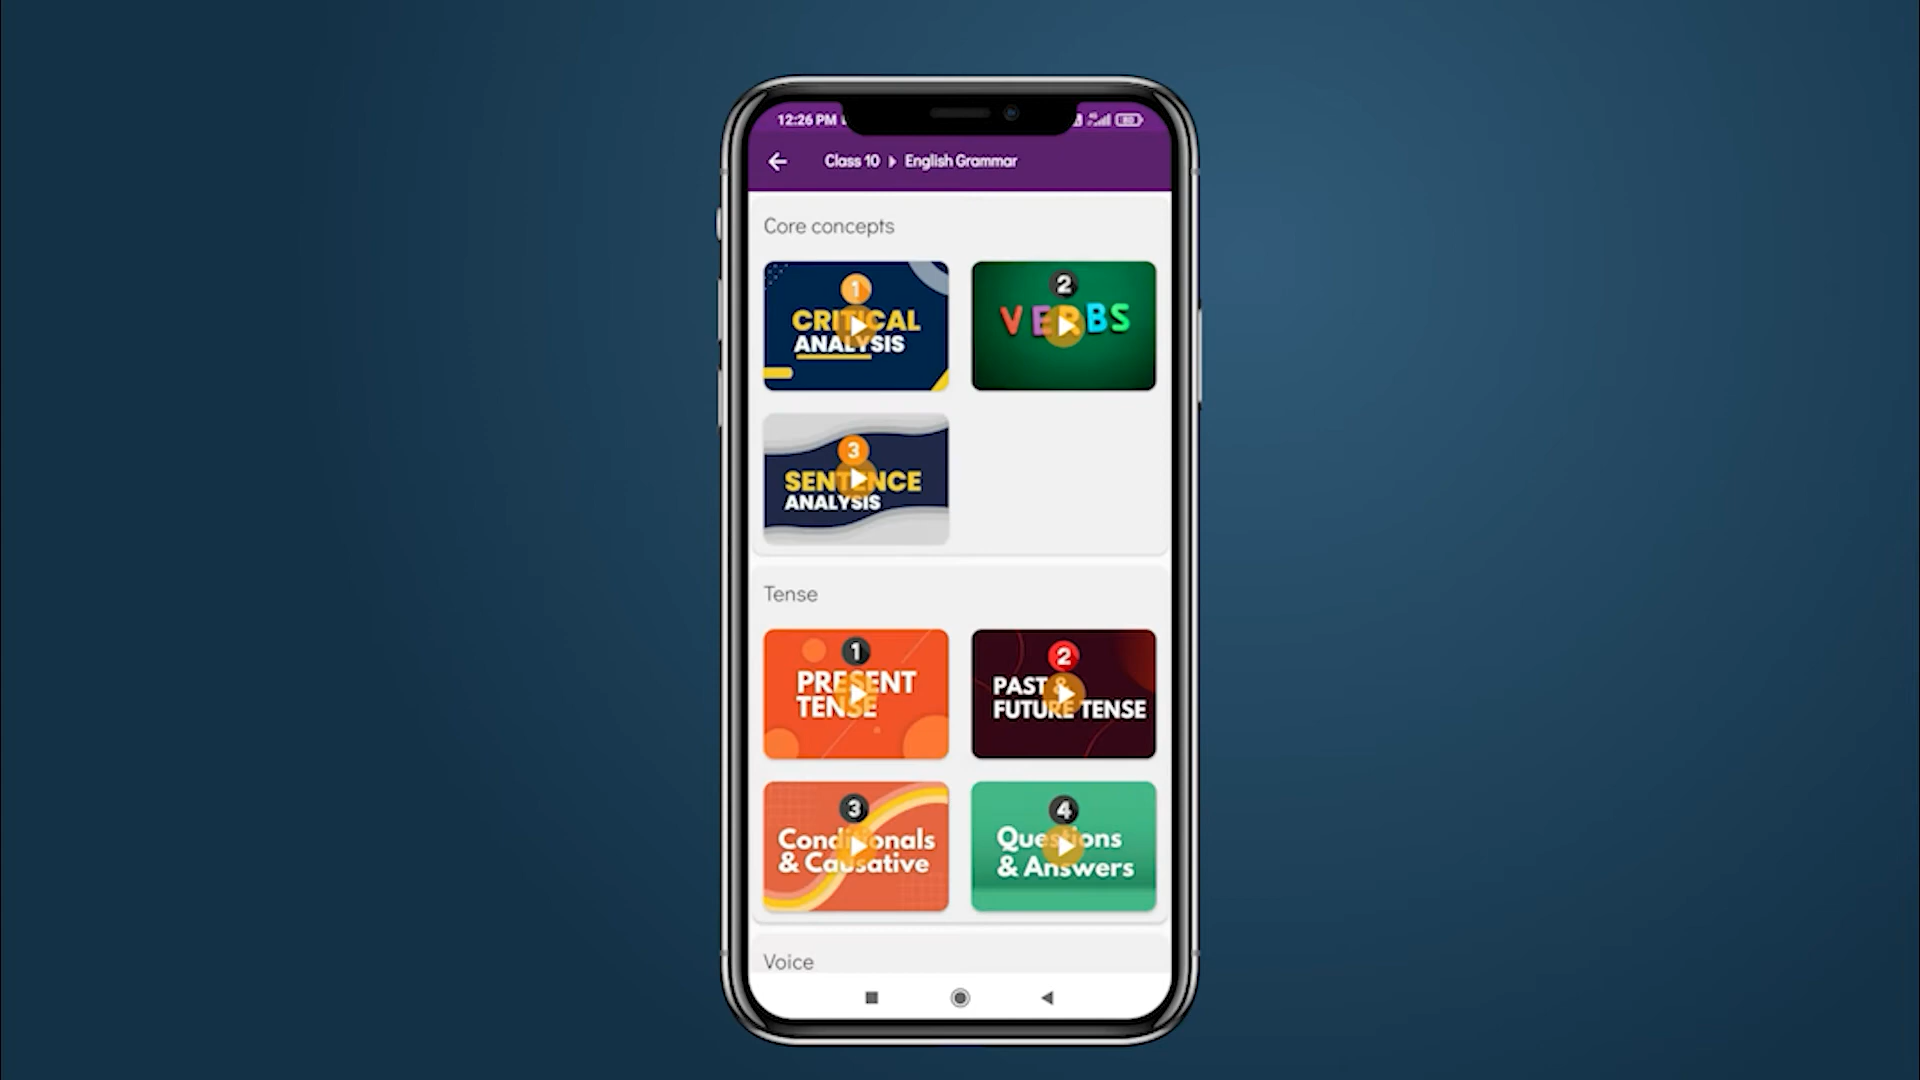 12:26 PM
Class 10 English Grammar
Core concepts
1
CRITICAL
ANALYSIS
2
VERBS
3
SENTENCE
ANALYSIS
Tense
1
PRESENT
TENSE
2
PAST &
FUTURE TENSE
3
Conditionals
& Causative
4
Questions
& Answers
Voice